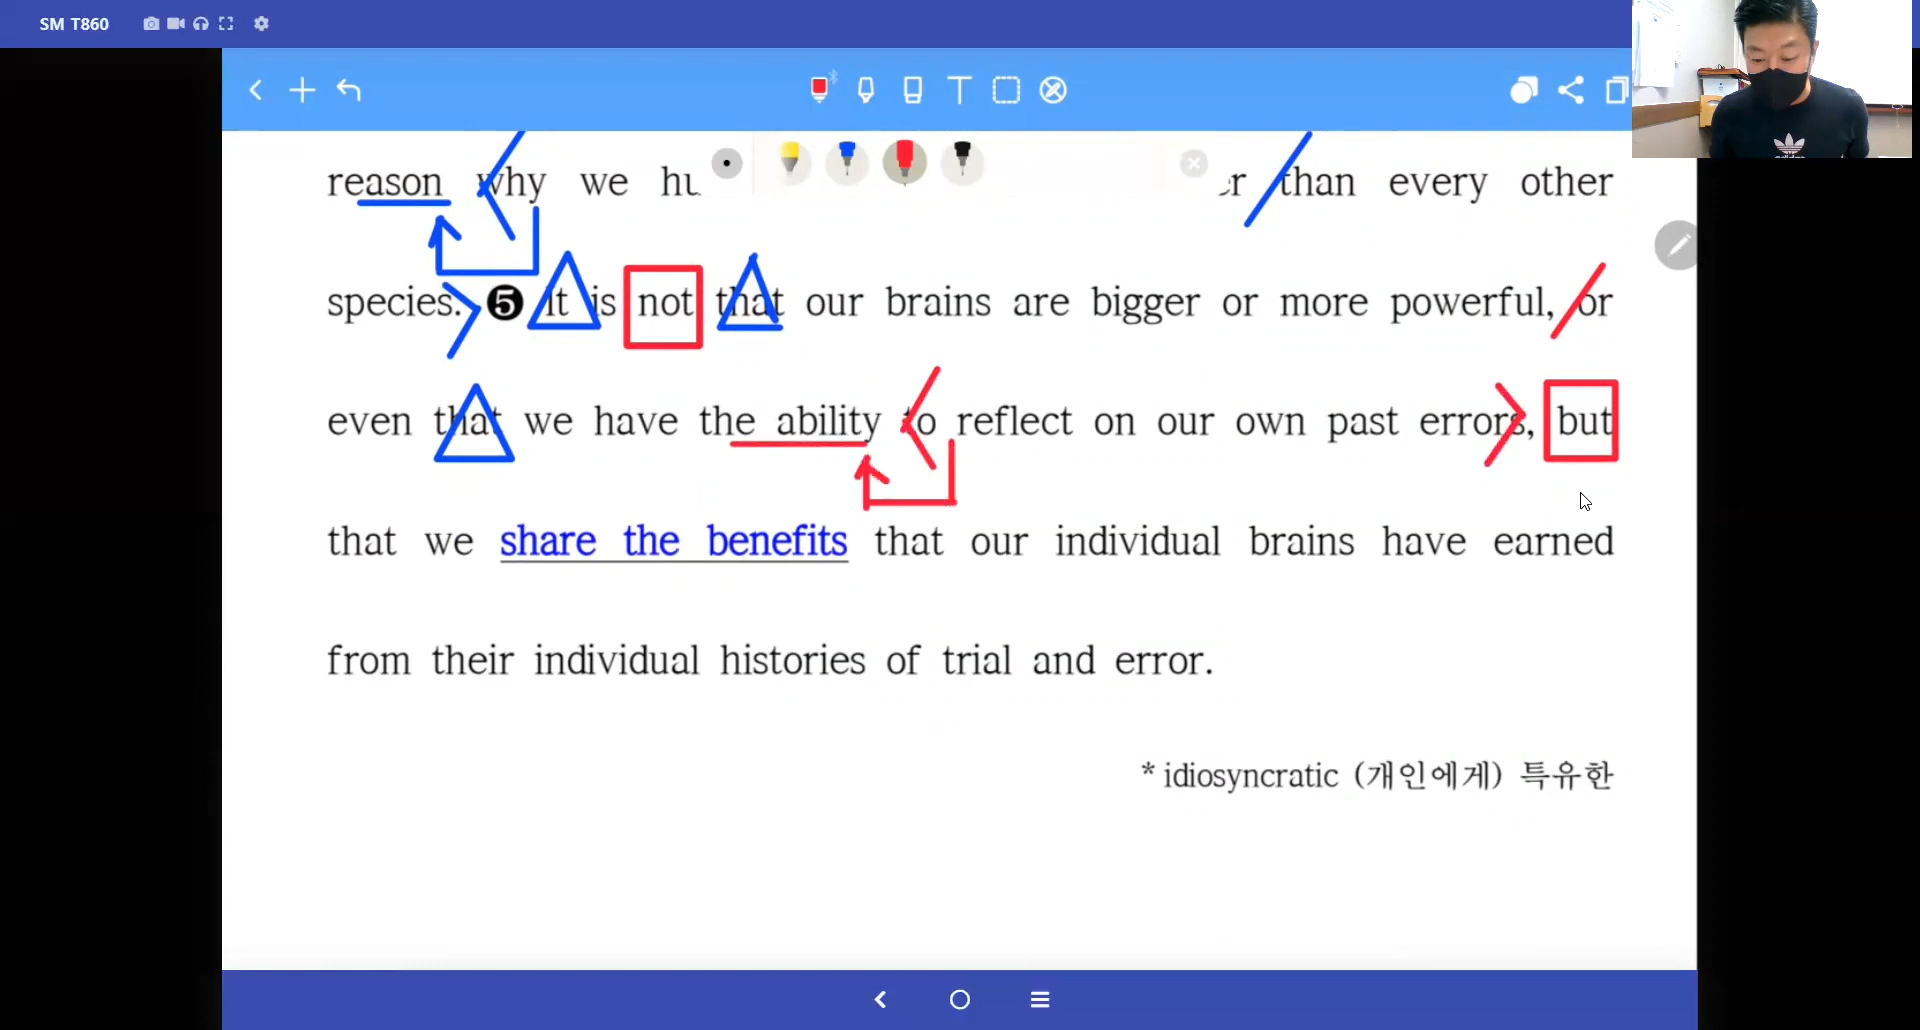 SM T860
reason why we than every other
species. ❺ It is not that our brains are bigger or more powerful, or
even that we have the ability to reflect on our own past errors, but
that we share the benefits that our individual brains have earned
from their individual histories of trial and error.
* idiosyncratic (개인에게) 특유한
adidas